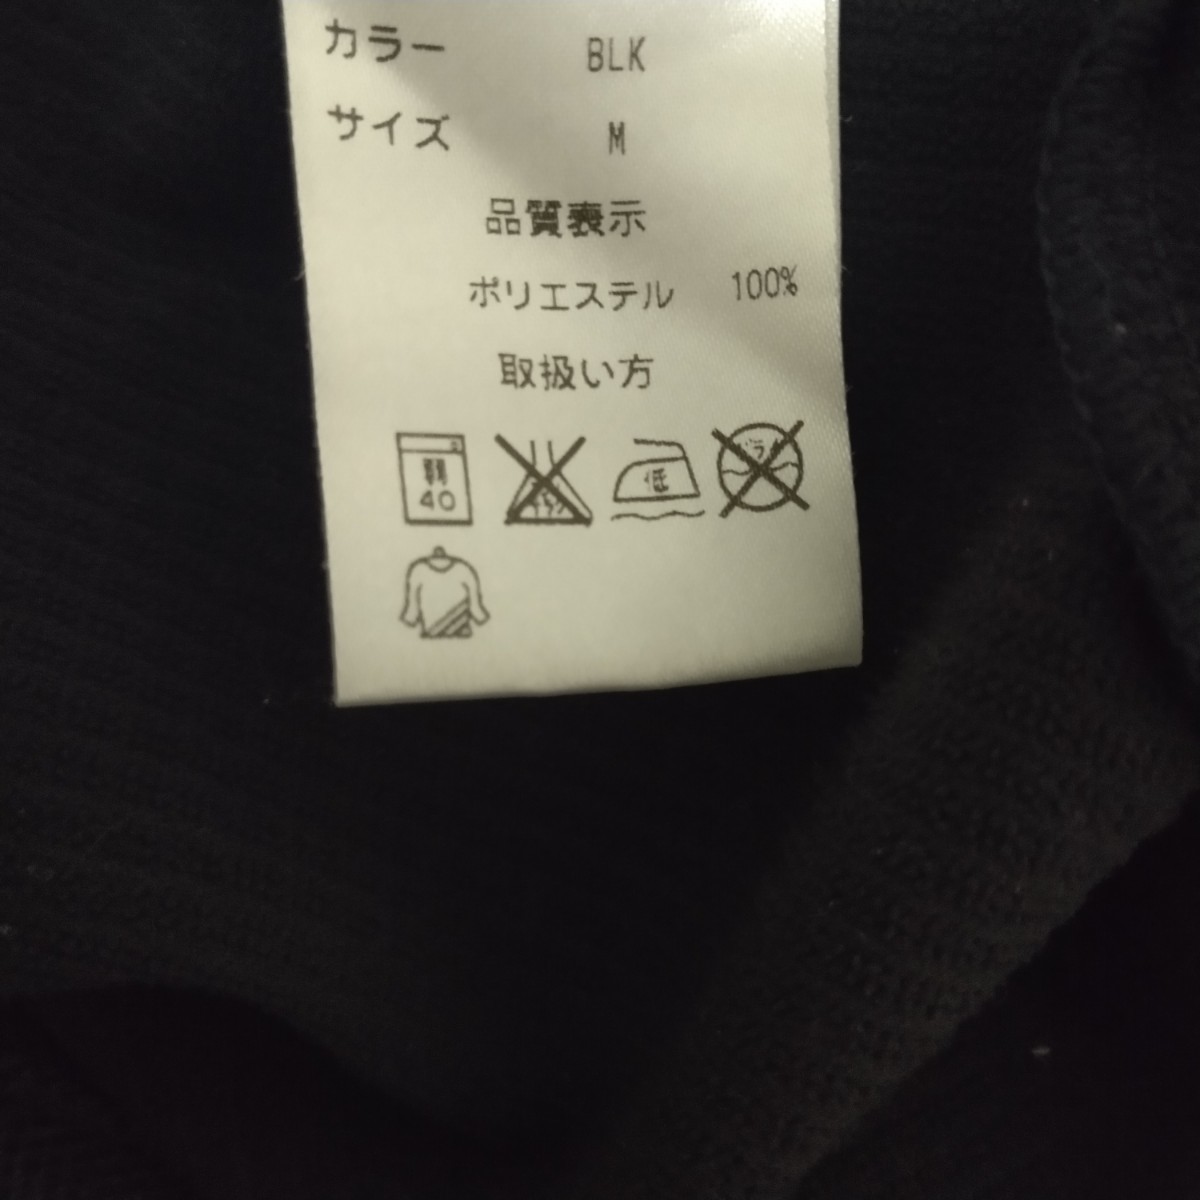 カラー BLK
サイズ M
品質表示
ポリエステル 100%
取扱い方
40 低